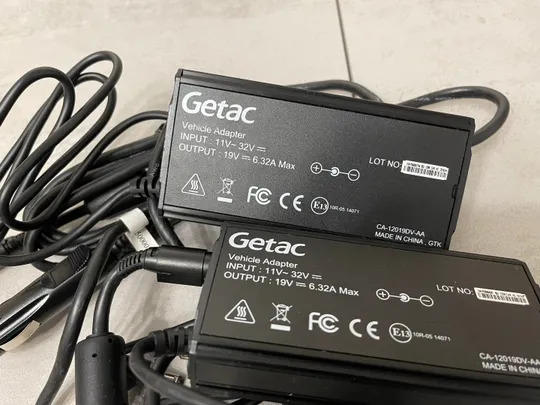 Getac
Vehicle Adapter
INPUT : 11V~ 32V
OUTPUT : 19V 6.32A Max
LOT NO:
FC CE E13 10R-05 14071
CA-12019DV-AA
MADE IN CHINA . GTK
Getac
Vehicle Adapter
INPUT : 11V~ 32V
OUTPUT : 19V 6.32A Max
LOT NO:
FC CE E13 10R-05 14071
CA-12019DV-AA
MADE IN CHIN